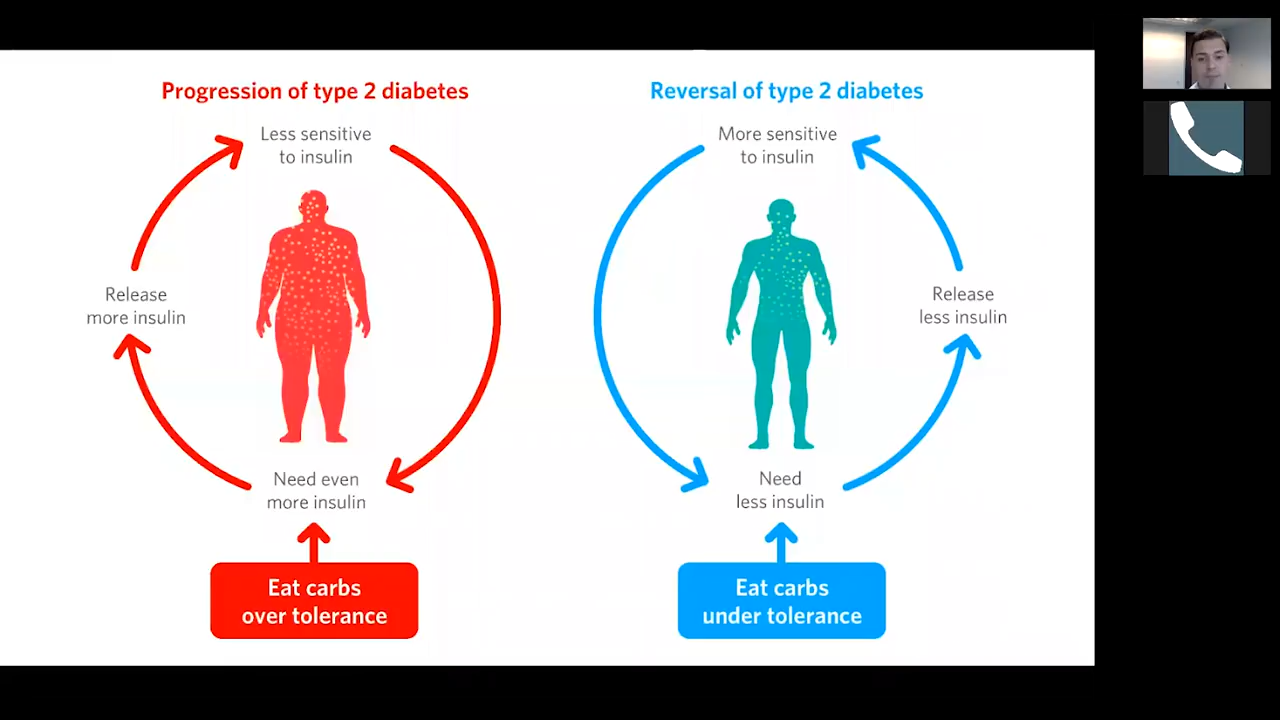 Progression of type 2 diabetes
Less sensitive
to insulin
Release
more insulin
Need even
more insulin
Eat carbs
over tolerance
Reversal of type 2 diabetes
More sensitive
to insulin
Release
less insulin
Need
less insulin
Eat carbs
under tolerance